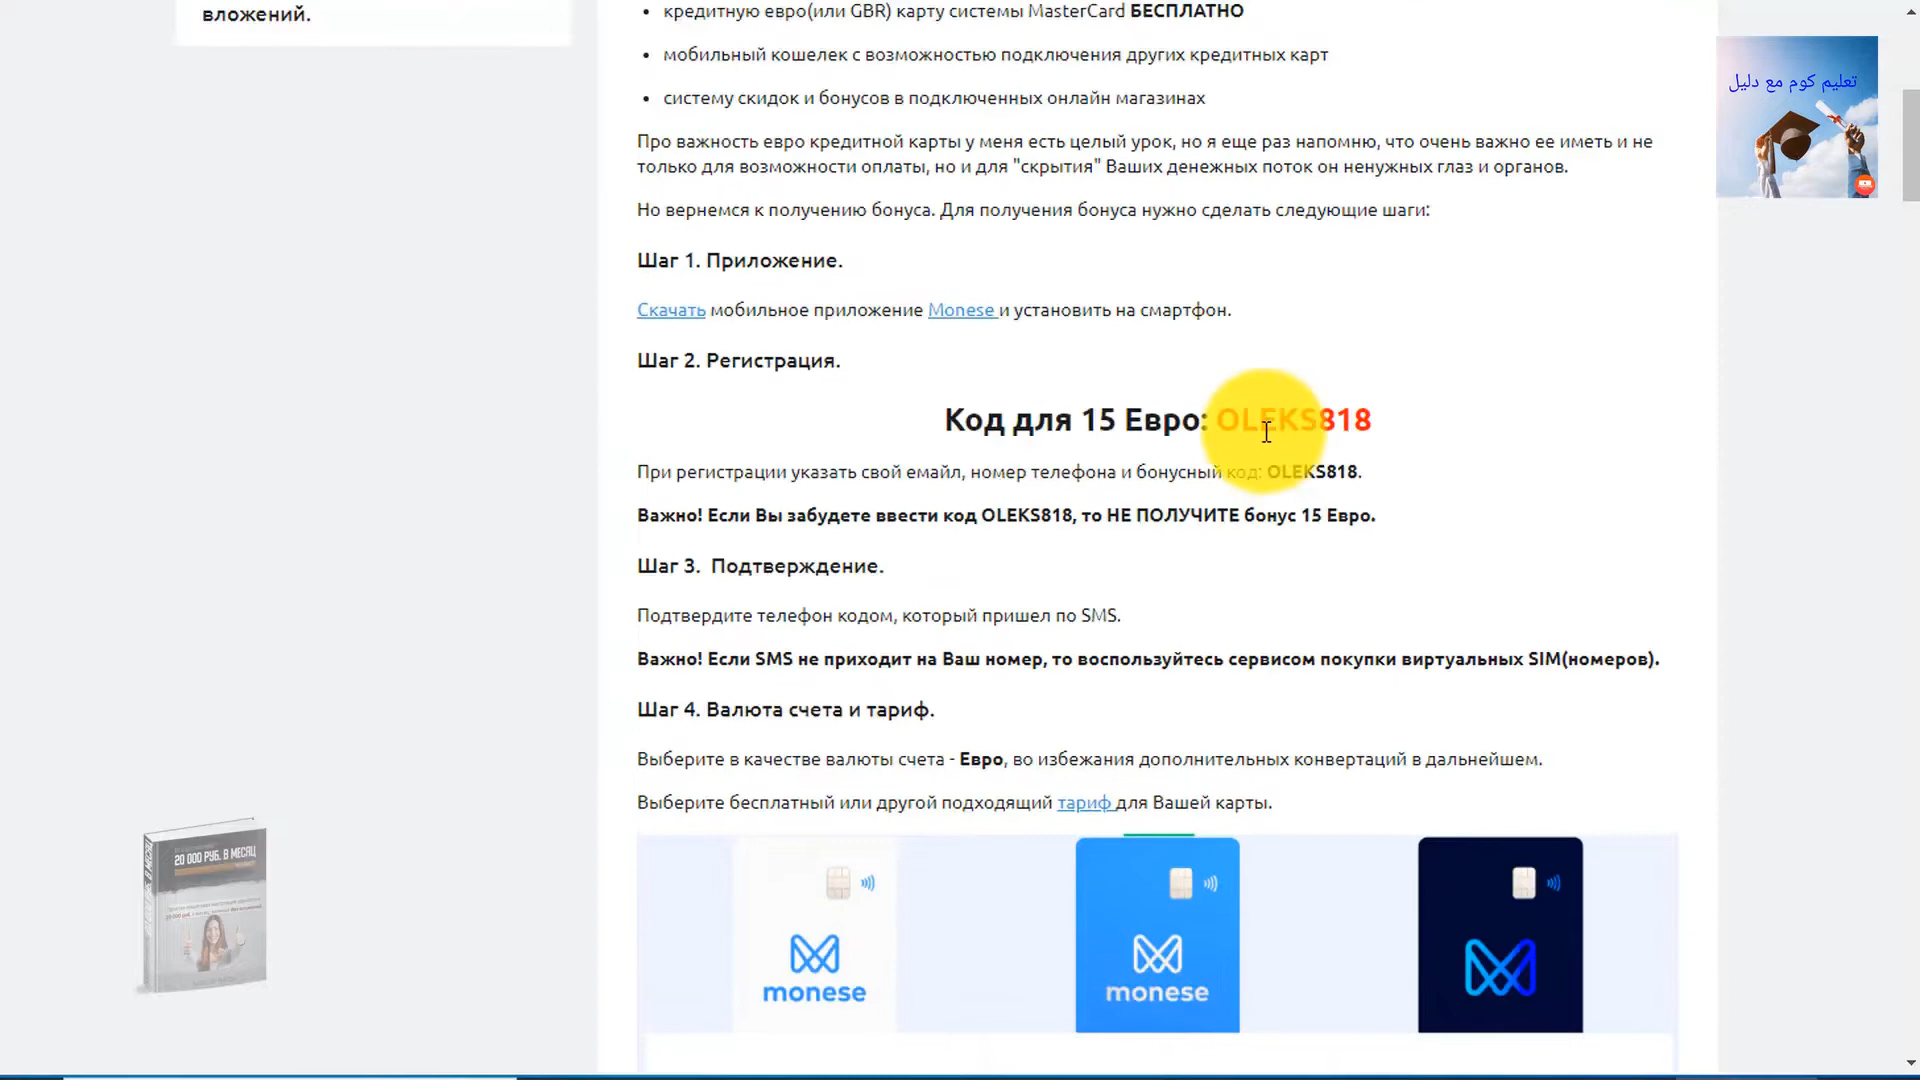 вложений.
кредитную евро(или GBR) карту системы MasterCard БЕСПЛАТНО
мобильный кошелек с возможностью подключения других кредитных карт
систему скидок и бонусов в подключенных онлайн магазинах
Про важность евро кредитной карты у меня есть целый урок, но я еще раз напомню, что очень важно ее иметь и не
только для возможности оплаты, но и для "скрытия" Ваших денежных поток он ненужных глаз и органов.
Но вернемся к получению бонуса. Для получения бонуса нужно сделать следующие шаги:
Шаг 1. Приложение.
Скачать мобильное приложение Monese и установить на смартфон.
Шаг 2. Регистрация.
Код для 15 Евро: OLEKS818
При регистрации указать свой емайл, номер телефона и бонусный код: OLEKS818.
Важно! Если Вы забудете ввести код OLEKS818, то НЕ ПОЛУЧИТЕ бонус 15 Евро.
Шаг 3. Подтверждение.
Подтвердите телефон кодом, который пришел по SMS.
Важно! Если SMS не приходит на Ваш номер, то воспользуйтесь сервисом покупки виртуальных SIM(номеров).
Шаг 4. Валюта счета и тариф.
Выберите в качестве валюты счета - Евро, во избежания дополнительных конвертаций в дальнейшем.
Выберите бесплатный или другой подходящий тариф для Вашей карты.
monese
monese
تعليم كوم مع دليل
20 000 РУБ. В МЕСЯЦ